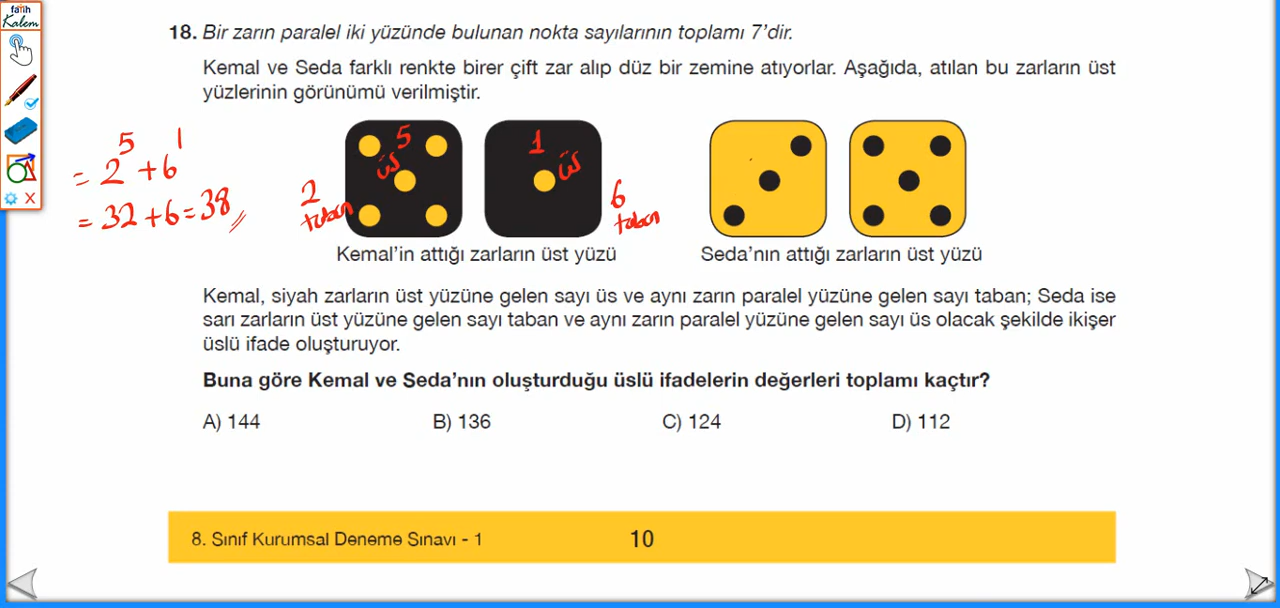 fatih
Kalem
18. Bir zarın paralel iki yüzünde bulunan nokta sayılarının toplamı 7'dir.
Kemal ve Seda farklı renkte birer çift zar alıp düz bir zemine atıyorlar. Aşağıda, atılan bu zarların üst
yüzlerinin görünümü verilmiştir.
= 2^5 + 6^1
= 32 + 6 = 38
5
üs
2
taban
1
üs
6
taban
Kemal'in attığı zarların üst yüzü
Seda'nın attığı zarların üst yüzü
Kemal, siyah zarların üst yüzüne gelen sayı üs ve aynı zarın paralel yüzüne gelen sayı taban; Seda ise
sarı zarların üst yüzüne gelen sayı taban ve aynı zarın paralel yüzüne gelen sayı üs olacak şekilde ikişer
üslü ifade oluşturuyor.
Buna göre Kemal ve Seda'nın oluşturduğu üslü ifadelerin değerleri toplamı kaçtır?
A) 144 B) 136 C) 124 D) 112
8. Sınıf Kurumsal Deneme Sınavı - 1 10